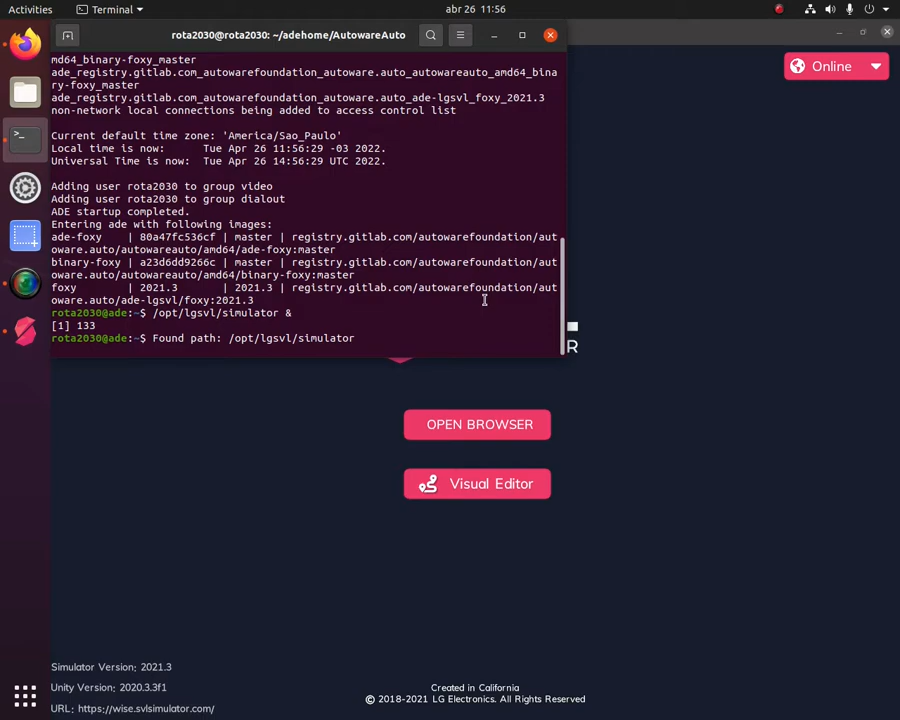 Activities
Terminal
abr 26 11:56
rota2030@rota2030: ~/adehome/AutowareAuto
md64_binary-foxy_master
ade_registry.gitlab.com_autowarefoundation_autoware.auto_autowareauto_amd64_bina
ry-foxy_master
ade_registry.gitlab.com_autowarefoundation_autoware.auto_ade-lgsvl_foxy_2021.3
non-network local connections being added to access control list
Current default time zone: 'America/Sao_Paulo'
Local time is now:      Tue Apr 26 11:56:29 -03 2022.
Universal Time is now:  Tue Apr 26 14:56:29 UTC 2022.
Adding user rota2030 to group video
Adding user rota2030 to group dialout
ADE startup completed.
Entering ade with following images:
ade-foxy    | 80a47fc536cf | master | registry.gitlab.com/autowarefoundation/aut
oware.auto/autowareauto/amd64/ade-foxy:master
binary-foxy | a23d6dd9266c | master | registry.gitlab.com/autowarefoundation/aut
oware.auto/autowareauto/amd64/binary-foxy:master
foxy        | 2021.3       | 2021.3 | registry.gitlab.com/autowarefoundation/aut
oware.auto/ade-lgsvl/foxy:2021.3
rota2030@ade:~$ /opt/lgsvl/simulator &
[1] 133
rota2030@ade:~$ Found path: /opt/lgsvl/simulator
Online
R
OPEN BROWSER
Visual Editor
Simulator Version: 2021.3
Unity Version: 2020.3.3f1
URL: https://wise.svlsimulator.com/
Created in California
© 2018-2021 LG Electronics. All Rights Reserved